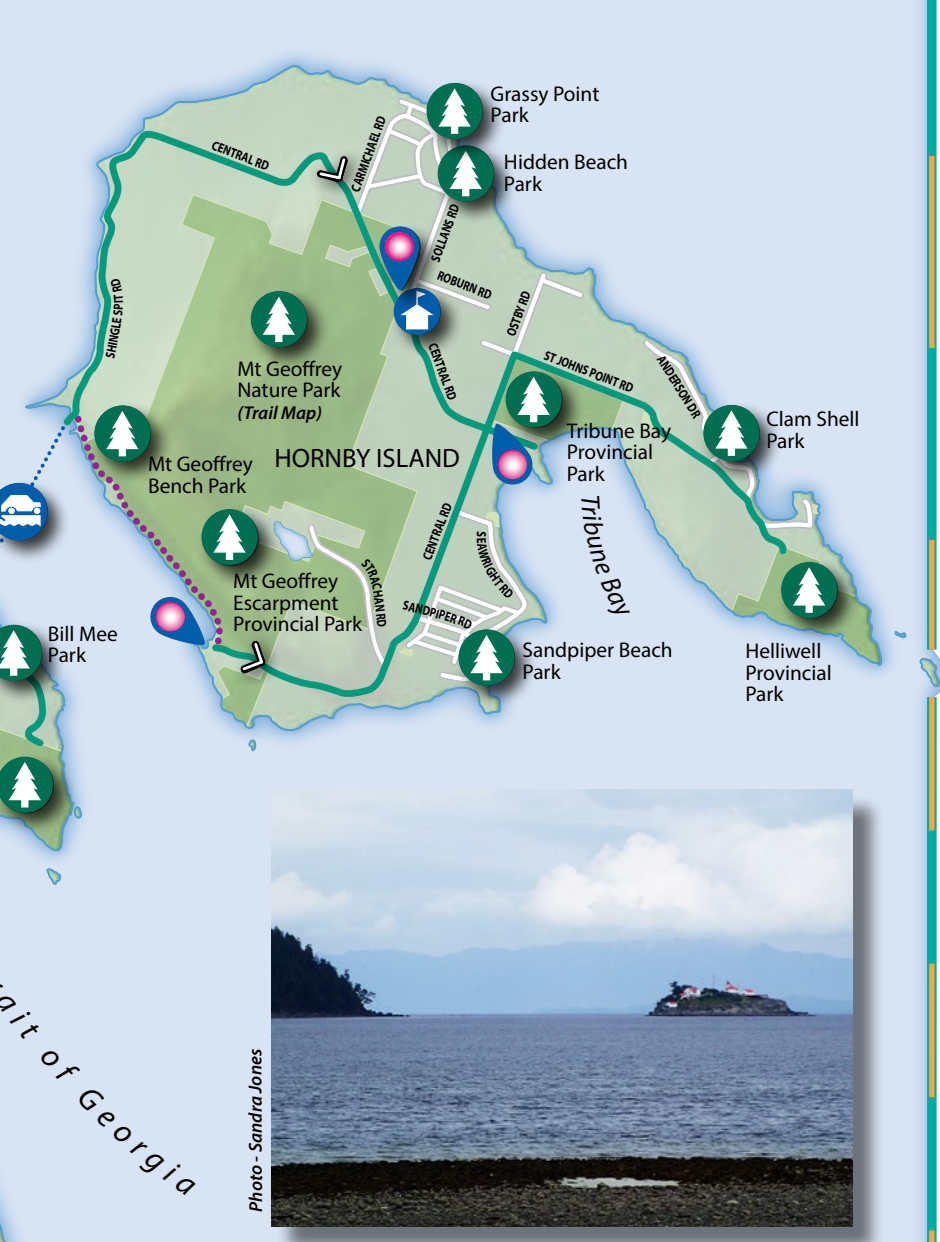 Grassy Point
Park
Hidden Beach
Park
CENTRAL RD
CARMICHAEL RD
SOLLANS RD
ROBURN RD
SHINGLE SPIT RD
OSTBY RD
ST JOHNS POINT RD
ANDERSON DR
Mt Geoffrey
Nature Park
(Trail Map)
CENTRAL RD
Clam Shell
Park
Tribune Bay
Provincial
Park
Mt Geoffrey
Bench Park
HORNBY ISLAND
Tribune Bay
CENTRAL RD
SEAWRIGHT RD
STRACHAN RD
Mt Geoffrey
Escarpment
Provincial Park
SANDPIPER RD
Bill Mee
Park
Sandpiper Beach
Park
Helliwell
Provincial
Park
rait of Georgia
Photo - Sandra Jones